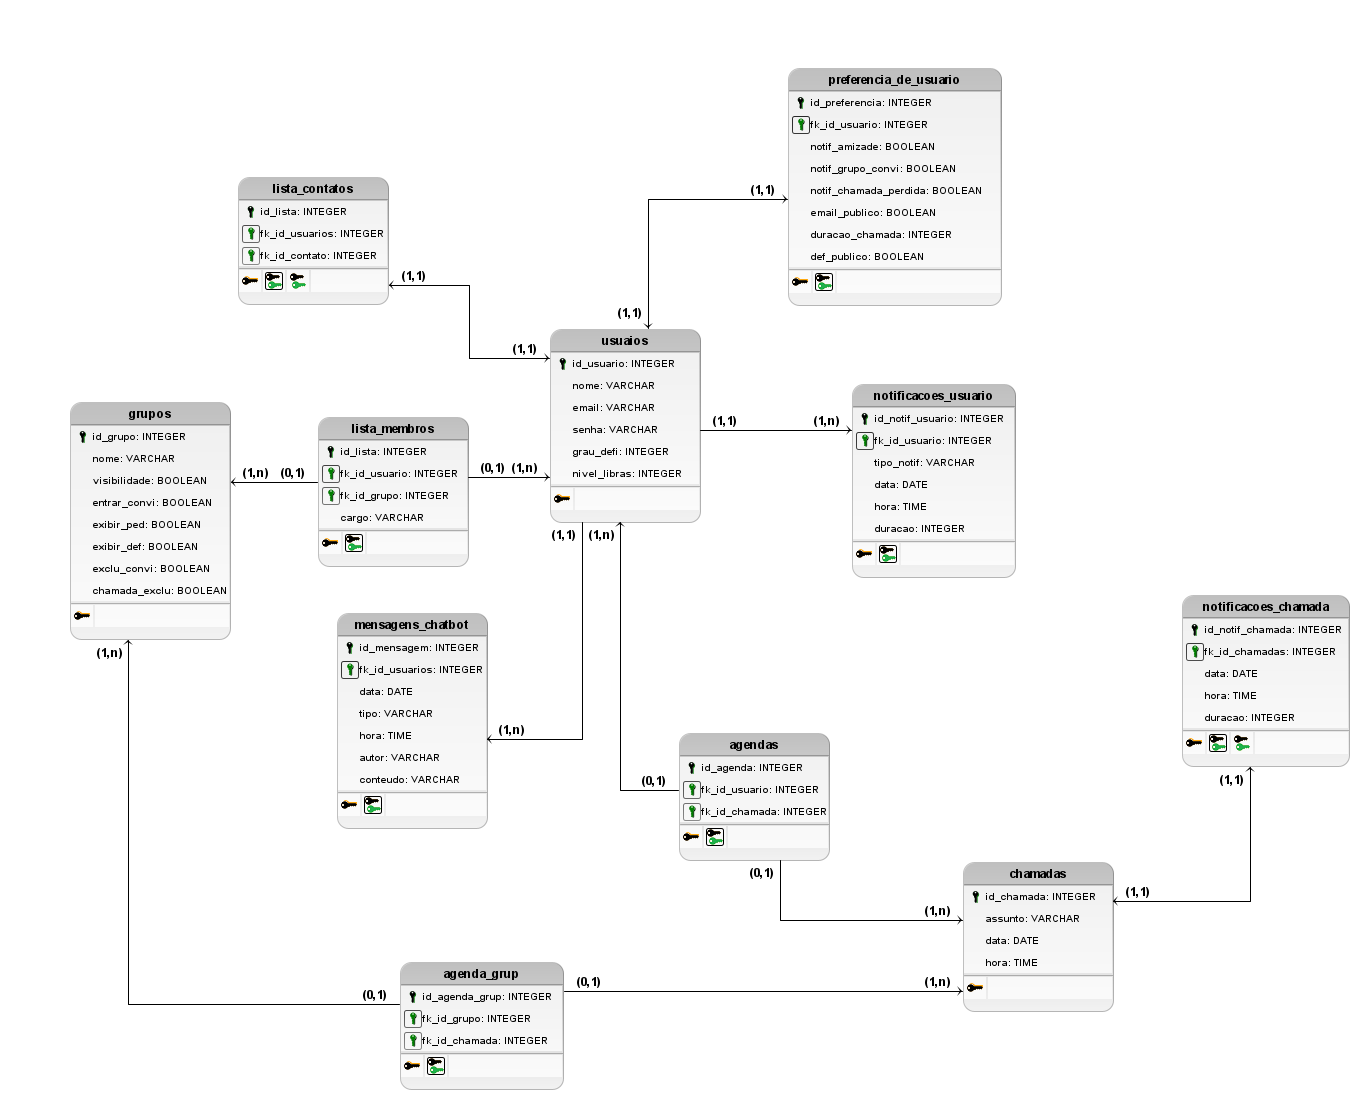 preferencia_de_usuario
id_preferencia: INTEGER
fk_id_usuario: INTEGER
notif_amizade: BOOLEAN
notif_grupo_convi: BOOLEAN
notif_chamada_perdida: BOOLEAN
email_publico: BOOLEAN
duracao_chamada: INTEGER
def_publico: BOOLEAN
(1,1)
(1,1)
lista_contatos
id_lista: INTEGER
fk_id_usuarios: INTEGER
fk_id_contato: INTEGER
(1,1)
(1,1)
usuaios
id_usuario: INTEGER
nome: VARCHAR
email: VARCHAR
senha: VARCHAR
grau_defi: INTEGER
nivel_libras: INTEGER
(1,1)
(1,n)
notificacoes_usuario
id_notif_usuario: INTEGER
fk_id_usuario: INTEGER
tipo_notif: VARCHAR
data: DATE
hora: TIME
duracao: INTEGER
grupos
id_grupo: INTEGER
nome: VARCHAR
visibilidade: BOOLEAN
entrar_convi: BOOLEAN
exibir_ped: BOOLEAN
exibir_def: BOOLEAN
exclu_convi: BOOLEAN
chamada_exclu: BOOLEAN
(1,n) (0,1)
lista_membros
id_lista: INTEGER
fk_id_usuario: INTEGER
fk_id_grupo: INTEGER
cargo: VARCHAR
(0,1) (1,n)
(1,1) (1,n)
mensagens_chatbot
id_mensagem: INTEGER
fk_id_usuarios: INTEGER
data: DATE
tipo: VARCHAR
hora: TIME
autor: VARCHAR
conteudo: VARCHAR
(1,n)
(1,n)
notificacoes_chamada
id_notif_chamada: INTEGER
fk_id_chamadas: INTEGER
data: DATE
hora: TIME
duracao: INTEGER
(1,1)
agendas
id_agenda: INTEGER
fk_id_usuario: INTEGER
fk_id_chamada: INTEGER
(0,1)
(0,1)
(1,n)
chamadas
id_chamada: INTEGER
assunto: VARCHAR
data: DATE
hora: TIME
(1,1)
agenda_grup
id_agenda_grup: INTEGER
fk_id_grupo: INTEGER
fk_id_chamada: INTEGER
(0,1)
(0,1)
(1,n)